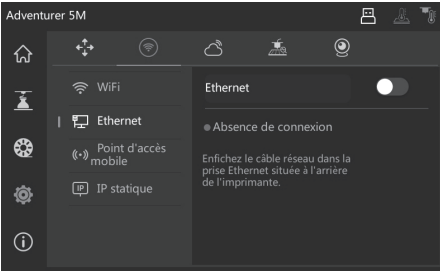 Adventurer 5M
WiFi
Ethernet
Point d'accès
mobile
IP
IP statique
Ethernet
Absence de connexion
Enfichez le câble réseau dans la
prise Ethernet située à l'arrière
de l'imprimante.